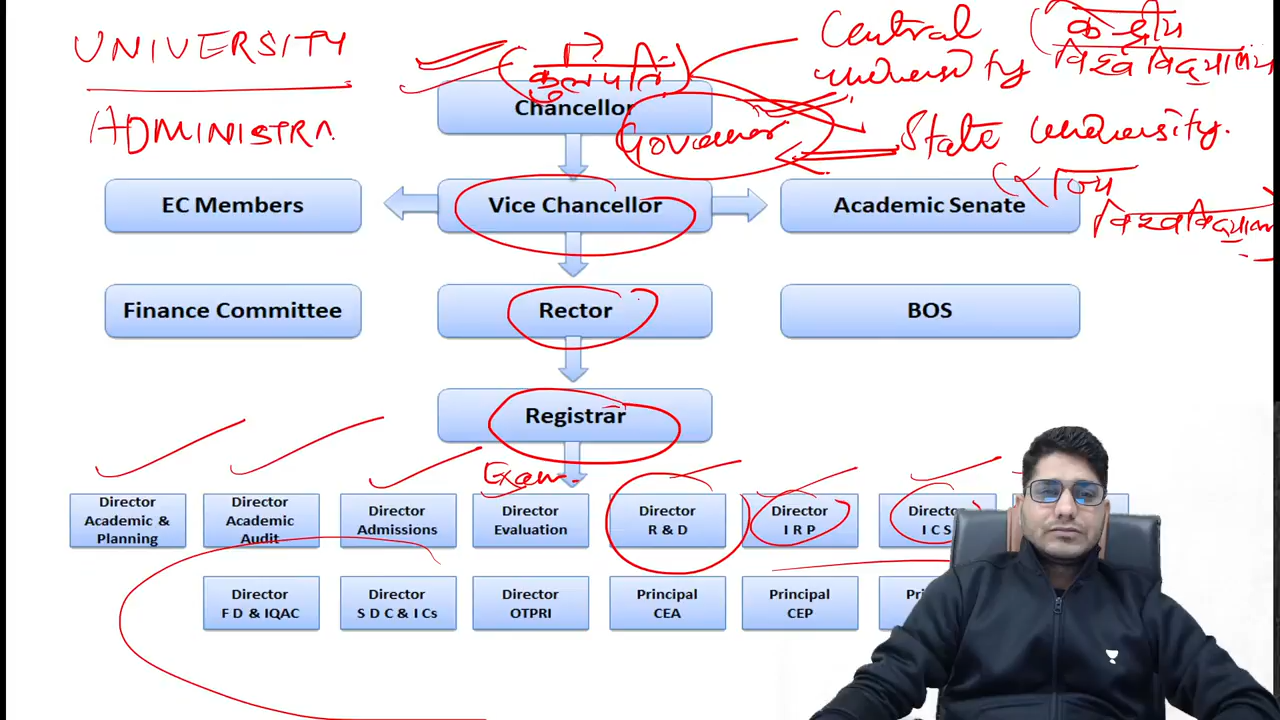 UNIVERSITY
ADMINISTRA
Central
university
केन्द्रीय
विश्वविद्यालय
कुलपति
Chancellor
Governor
State university.
राज्य
विश्वविद्यालय
EC Members
Vice Chancellor
Academic Senate
Finance Committee
Rector
BOS
Registrar
Exam
Director
Academic &
Planning
Director
Academic
Audit
Director
Admissions
Director
Evaluation
Director
R & D
Director
I R P
Director
I C S
Director
F D & IQAC
Director
S D C & I Cs
Director
OTPRI
Principal
CEA
Principal
CEP